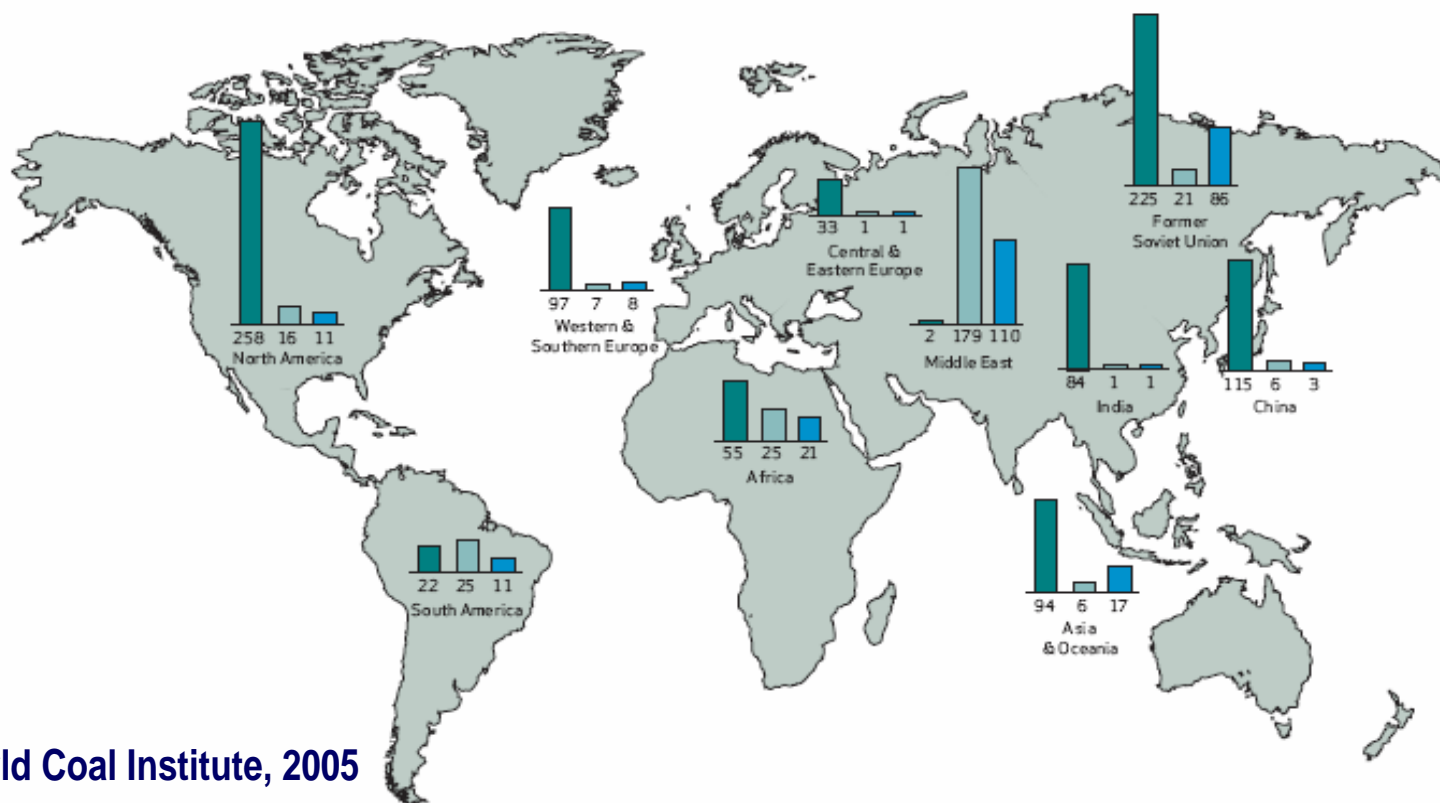 225 21 86
Former
Soviet Union
33 1 1
Central &
Eastern Europe
97 7 8
Western &
Southern Europe
258 16 11
North America
2 179 110
Middle East
84 1 1
India
115 6 3
China
55 25 21
Africa
22 25 11
South America
94 6 17
Asia
& Oceania
ld Coal Institute, 2005